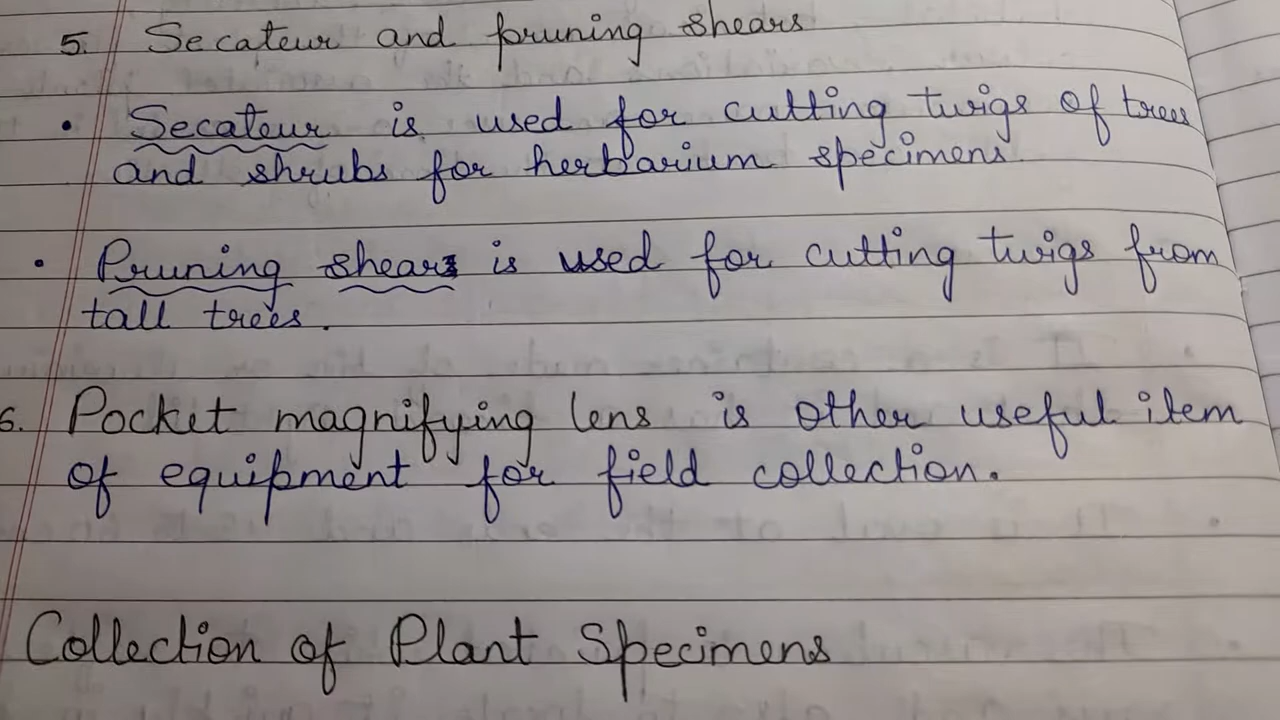 5. Secateur and pruning shears
• Secateur is used for cutting twigs of trees
and shrubs for herbarium specimens.
• Pruning shears is used for cutting twigs from
tall trees.
6. Pocket magnifying lens is other useful item
of equipment for field collection.
Collection of Plant Specimens